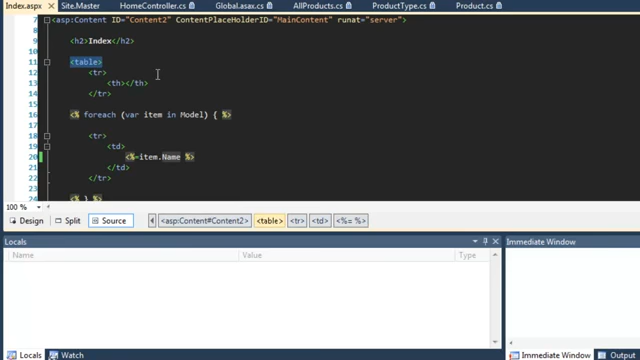 Index.aspx Site.Master HomeController.cs Global.asax.cs AllProducts.cs ProductType.cs Product.cs
7 <asp:Content ID="Content2" ContentPlaceHolderID="MainContent" runat="server">
8
9 <h2>Index</h2>
10
11 <table>
12 <tr>
13 <th></th>
14 </tr>
15
16 <% foreach (var item in Model) { %>
17
18 <tr>
19 <td>
20 <%=item.Name %>
21 </td>
22 </tr>
23
24 <% } %>
100 %
Design Split Source <asp:Content#Content2> <table> <tr> <td> <%= %>
Locals Immediate Window
Name Value Type
Locals Watch Immediate Window Output